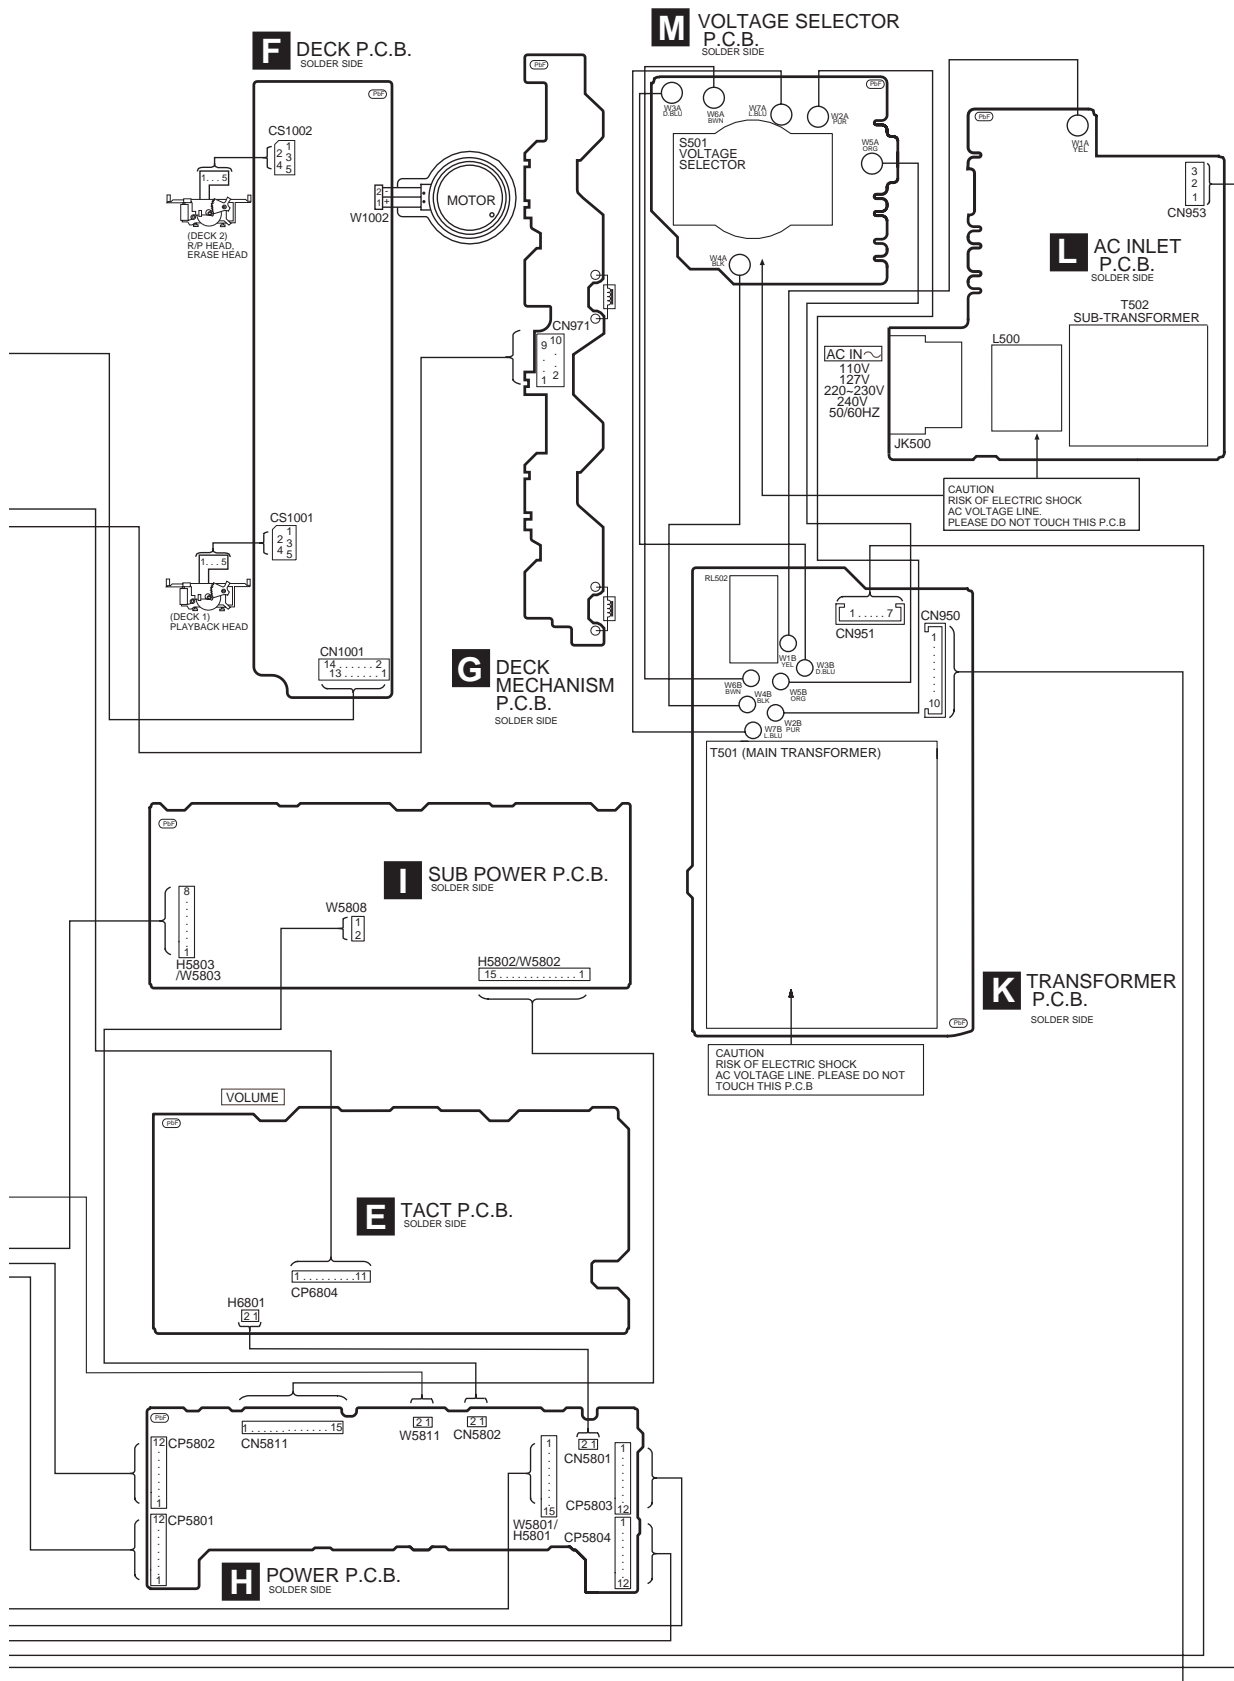 F DECK P.C.B.
SOLDER SIDE
PbF
CS1002
1
2 3
4 5
1...5
(DECK 2)
R/P HEAD,
ERASE HEAD
2 -
1 +
W1002
MOTOR
CS1001
1
2 3
4 5
1...5
(DECK 1)
PLAYBACK HEAD
CN1001
14......2
13......1
PbF
CN971
9 10
. .
. .
1 2
G DECK
MECHANISM
P.C.B.
SOLDER SIDE
M VOLTAGE SELECTOR
P.C.B.
SOLDER SIDE
PbF
W3A
D.BLU
W6A
BWN
W7A
L.BLU
W2A
PUR
W5A
ORG
S501
VOLTAGE
SELECTOR
W4A
BLK
PbF
W1A
YEL
3
2
1
CN953
L AC INLET
P.C.B.
SOLDER SIDE
T502
SUB-TRANSFORMER
L500
AC IN~
110V
127V
220~230V
240V
50/60HZ
JK500
CAUTION
RISK OF ELECTRIC SHOCK
AC VOLTAGE LINE.
PLEASE DO NOT TOUCH THIS P.C.B
RL502
1.....7
CN951
CN950
1
.
.
.
.
.
.
.
.
10
W1B
YEL
W3B
D.BLU
W6B
BWN
W5B
ORG
W4B
BLK
W2B
PUR
W7B
L.BLU
T501 (MAIN TRANSFORMER)
K TRANSFORMER
P.C.B.
SOLDER SIDE
PbF
CAUTION
RISK OF ELECTRIC SHOCK
AC VOLTAGE LINE. PLEASE DO NOT
TOUCH THIS P.C.B
PbF
I SUB POWER P.C.B.
SOLDER SIDE
8
.
.
.
.
.
.
1
H5803
/W5803
W5808
1
2
H5802/W5802
15.............1
VOLUME
PbF
E TACT P.C.B.
SOLDER SIDE
1.........11
CP6804
H6801
2 1
PbF
12 CP5802
.
.
.
.
.
1
12 CP5801
.
.
.
.
.
1
1.............15
CN5811
2 1
W5811
2 1
CN5802
2 1
CN5801
1
.
.
.
.
.
15
W5801/
H5801
1
.
.
.
.
.
CP5803
12
1
CP5804
.
.
.
.
.
12
H POWER P.C.B.
SOLDER SIDE